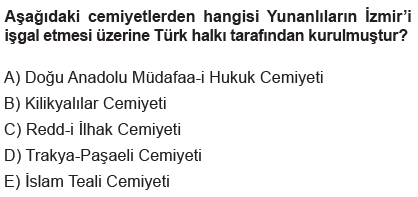 Aşağıdaki cemiyetlerden hangisi Yunanlıların İzmir’i
işgal etmesi üzerine Türk halkı tarafından kurulmuştur?
A) Doğu Anadolu Müdafaa-i Hukuk Cemiyeti
B) Kilikyalılar Cemiyeti
C) Redd-i İlhak Cemiyeti
D) Trakya-Paşaeli Cemiyeti
E) İslam Teali Cemiyeti